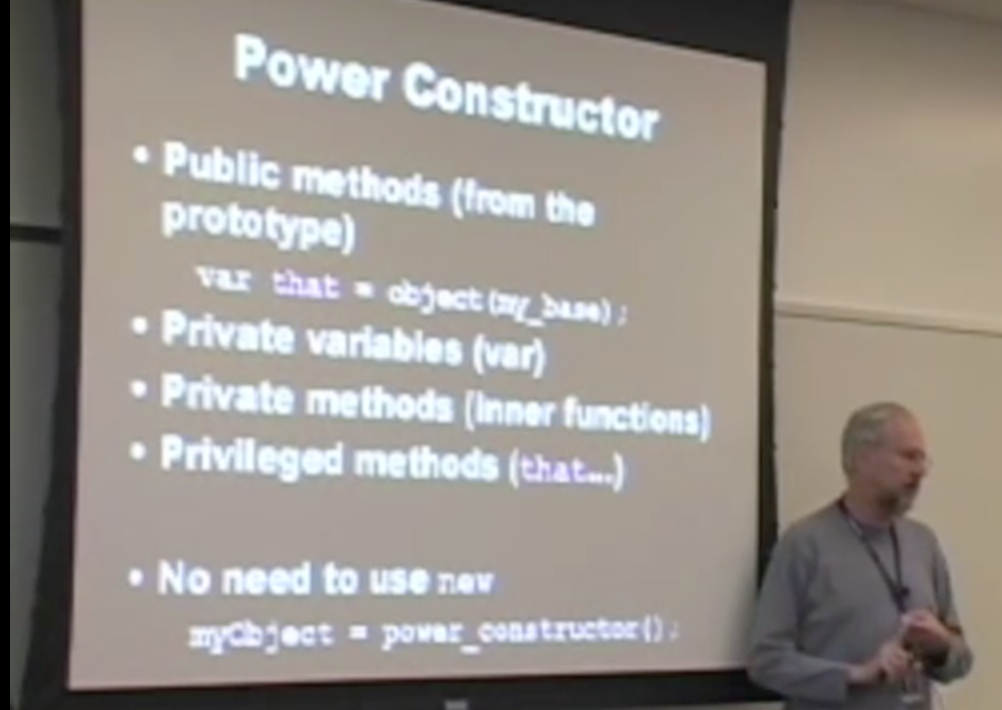 Power Constructor
• Public methods (from the
prototype)
var that = object(my_base);
• Private variables (var)
• Private methods (inner functions)
• Privileged methods (that...)
• No need to use new
myObject = power_constructor();